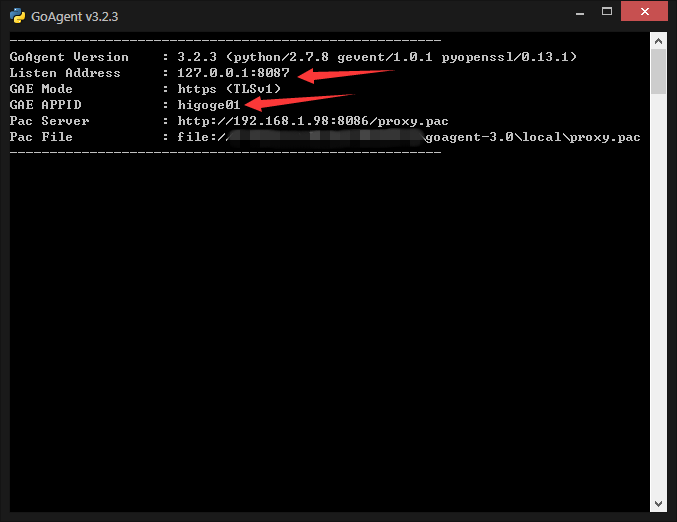 GoAgent v3.2.3
------------------------------------------------------
GoAgent Version    : 3.2.3 (python/2.7.8 gevent/1.0.1 pyopenssl/0.13.1)
Listen Address     : 127.0.0.1:8087
GAE Mode           : https (TLSv1)
GAE APPID          : higoge01
Pac Server         : http://192.168.1.98:8086/proxy.pac
Pac File           : file:/ goagent-3.0\local\proxy.pac
------------------------------------------------------